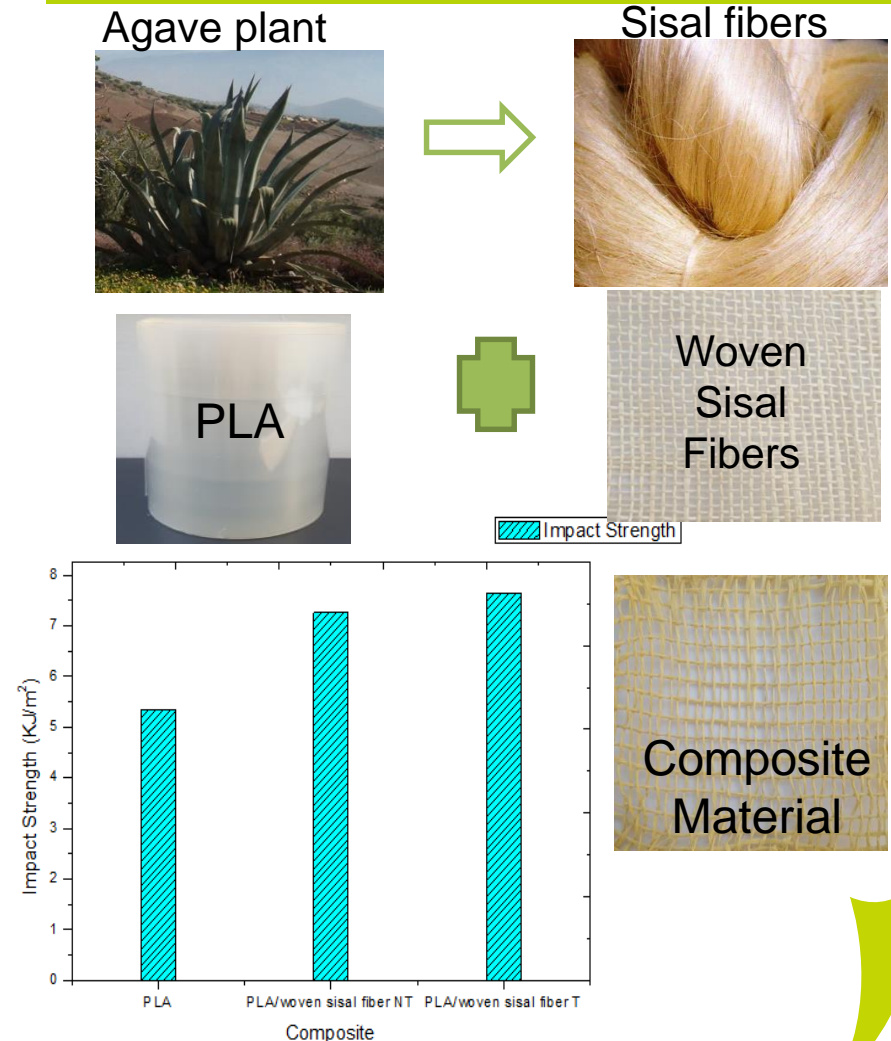 Agave plant
Sisal fibers
PLA
Woven
Sisal
Fibers
Impact Strength
8
7
6
5
4
3
2
1
0
Impact Strength (KJ/m²)
PLA
PLA/woven sisal fiber NT
PLA/woven sisal fiber T
Composite
Composite
Material